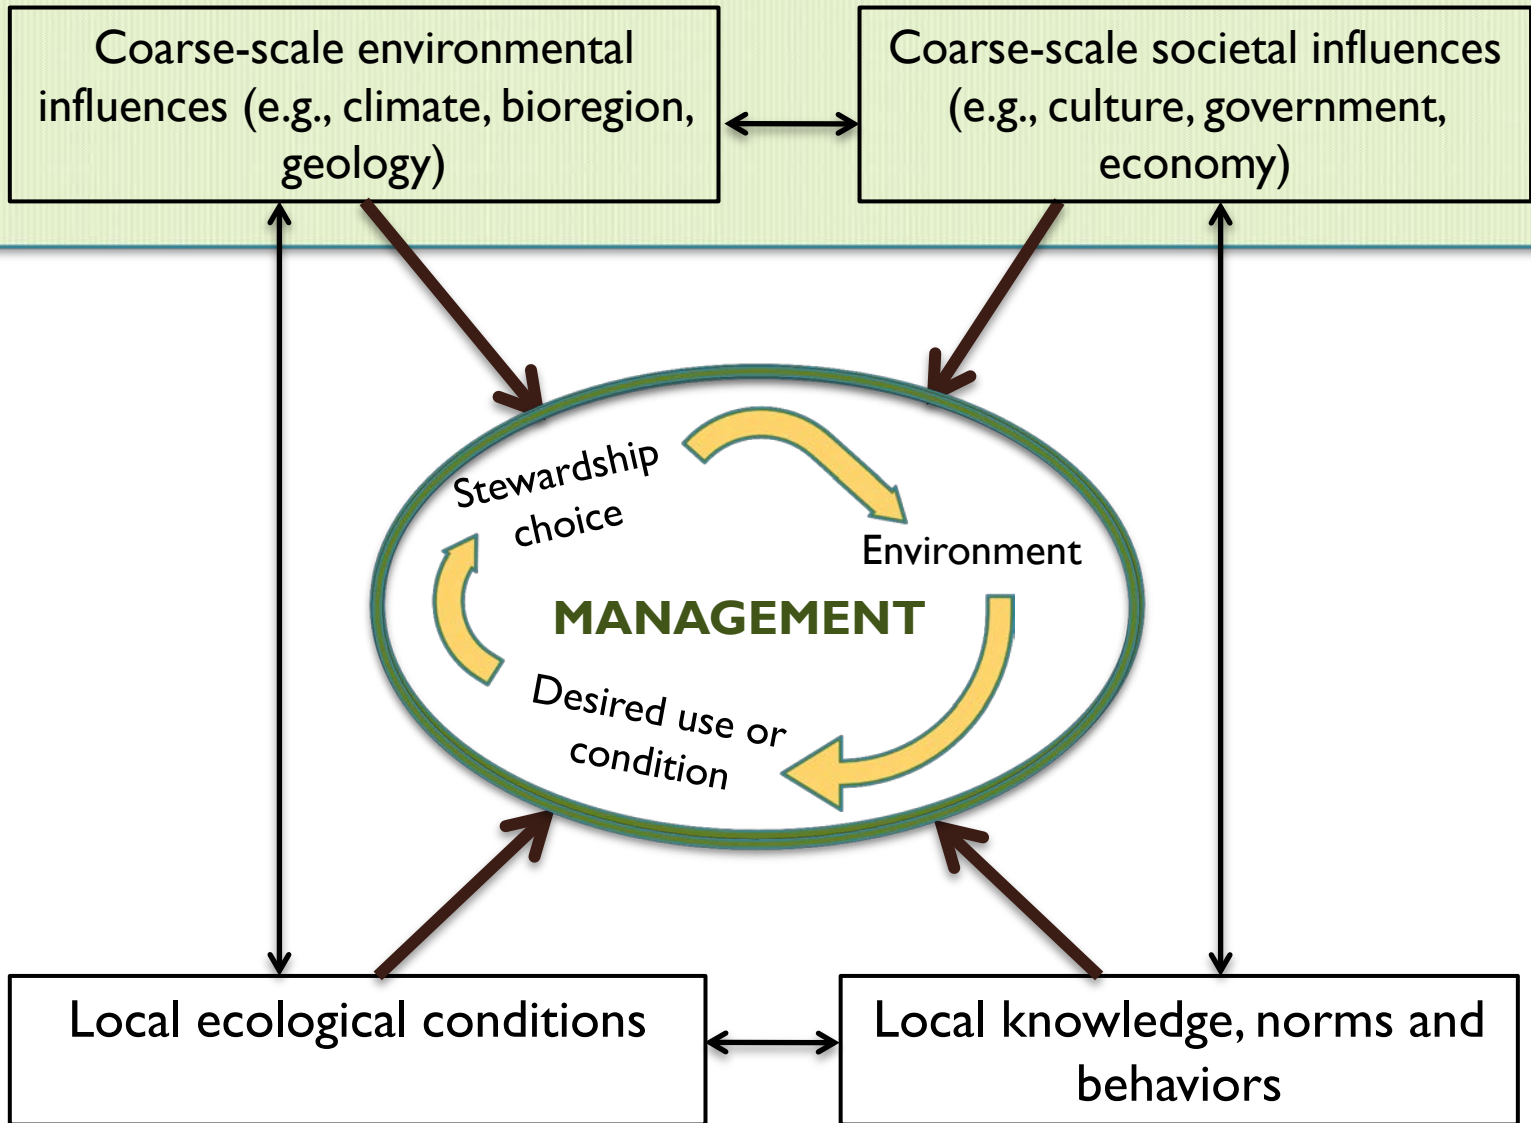 Coarse-scale environmental
influences (e.g., climate, bioregion,
geology)
Coarse-scale societal influences
(e.g., culture, government,
economy)
Stewardship
choice
Environment
MANAGEMENT
Desired use or
condition
Local ecological conditions
Local knowledge, norms and
behaviors